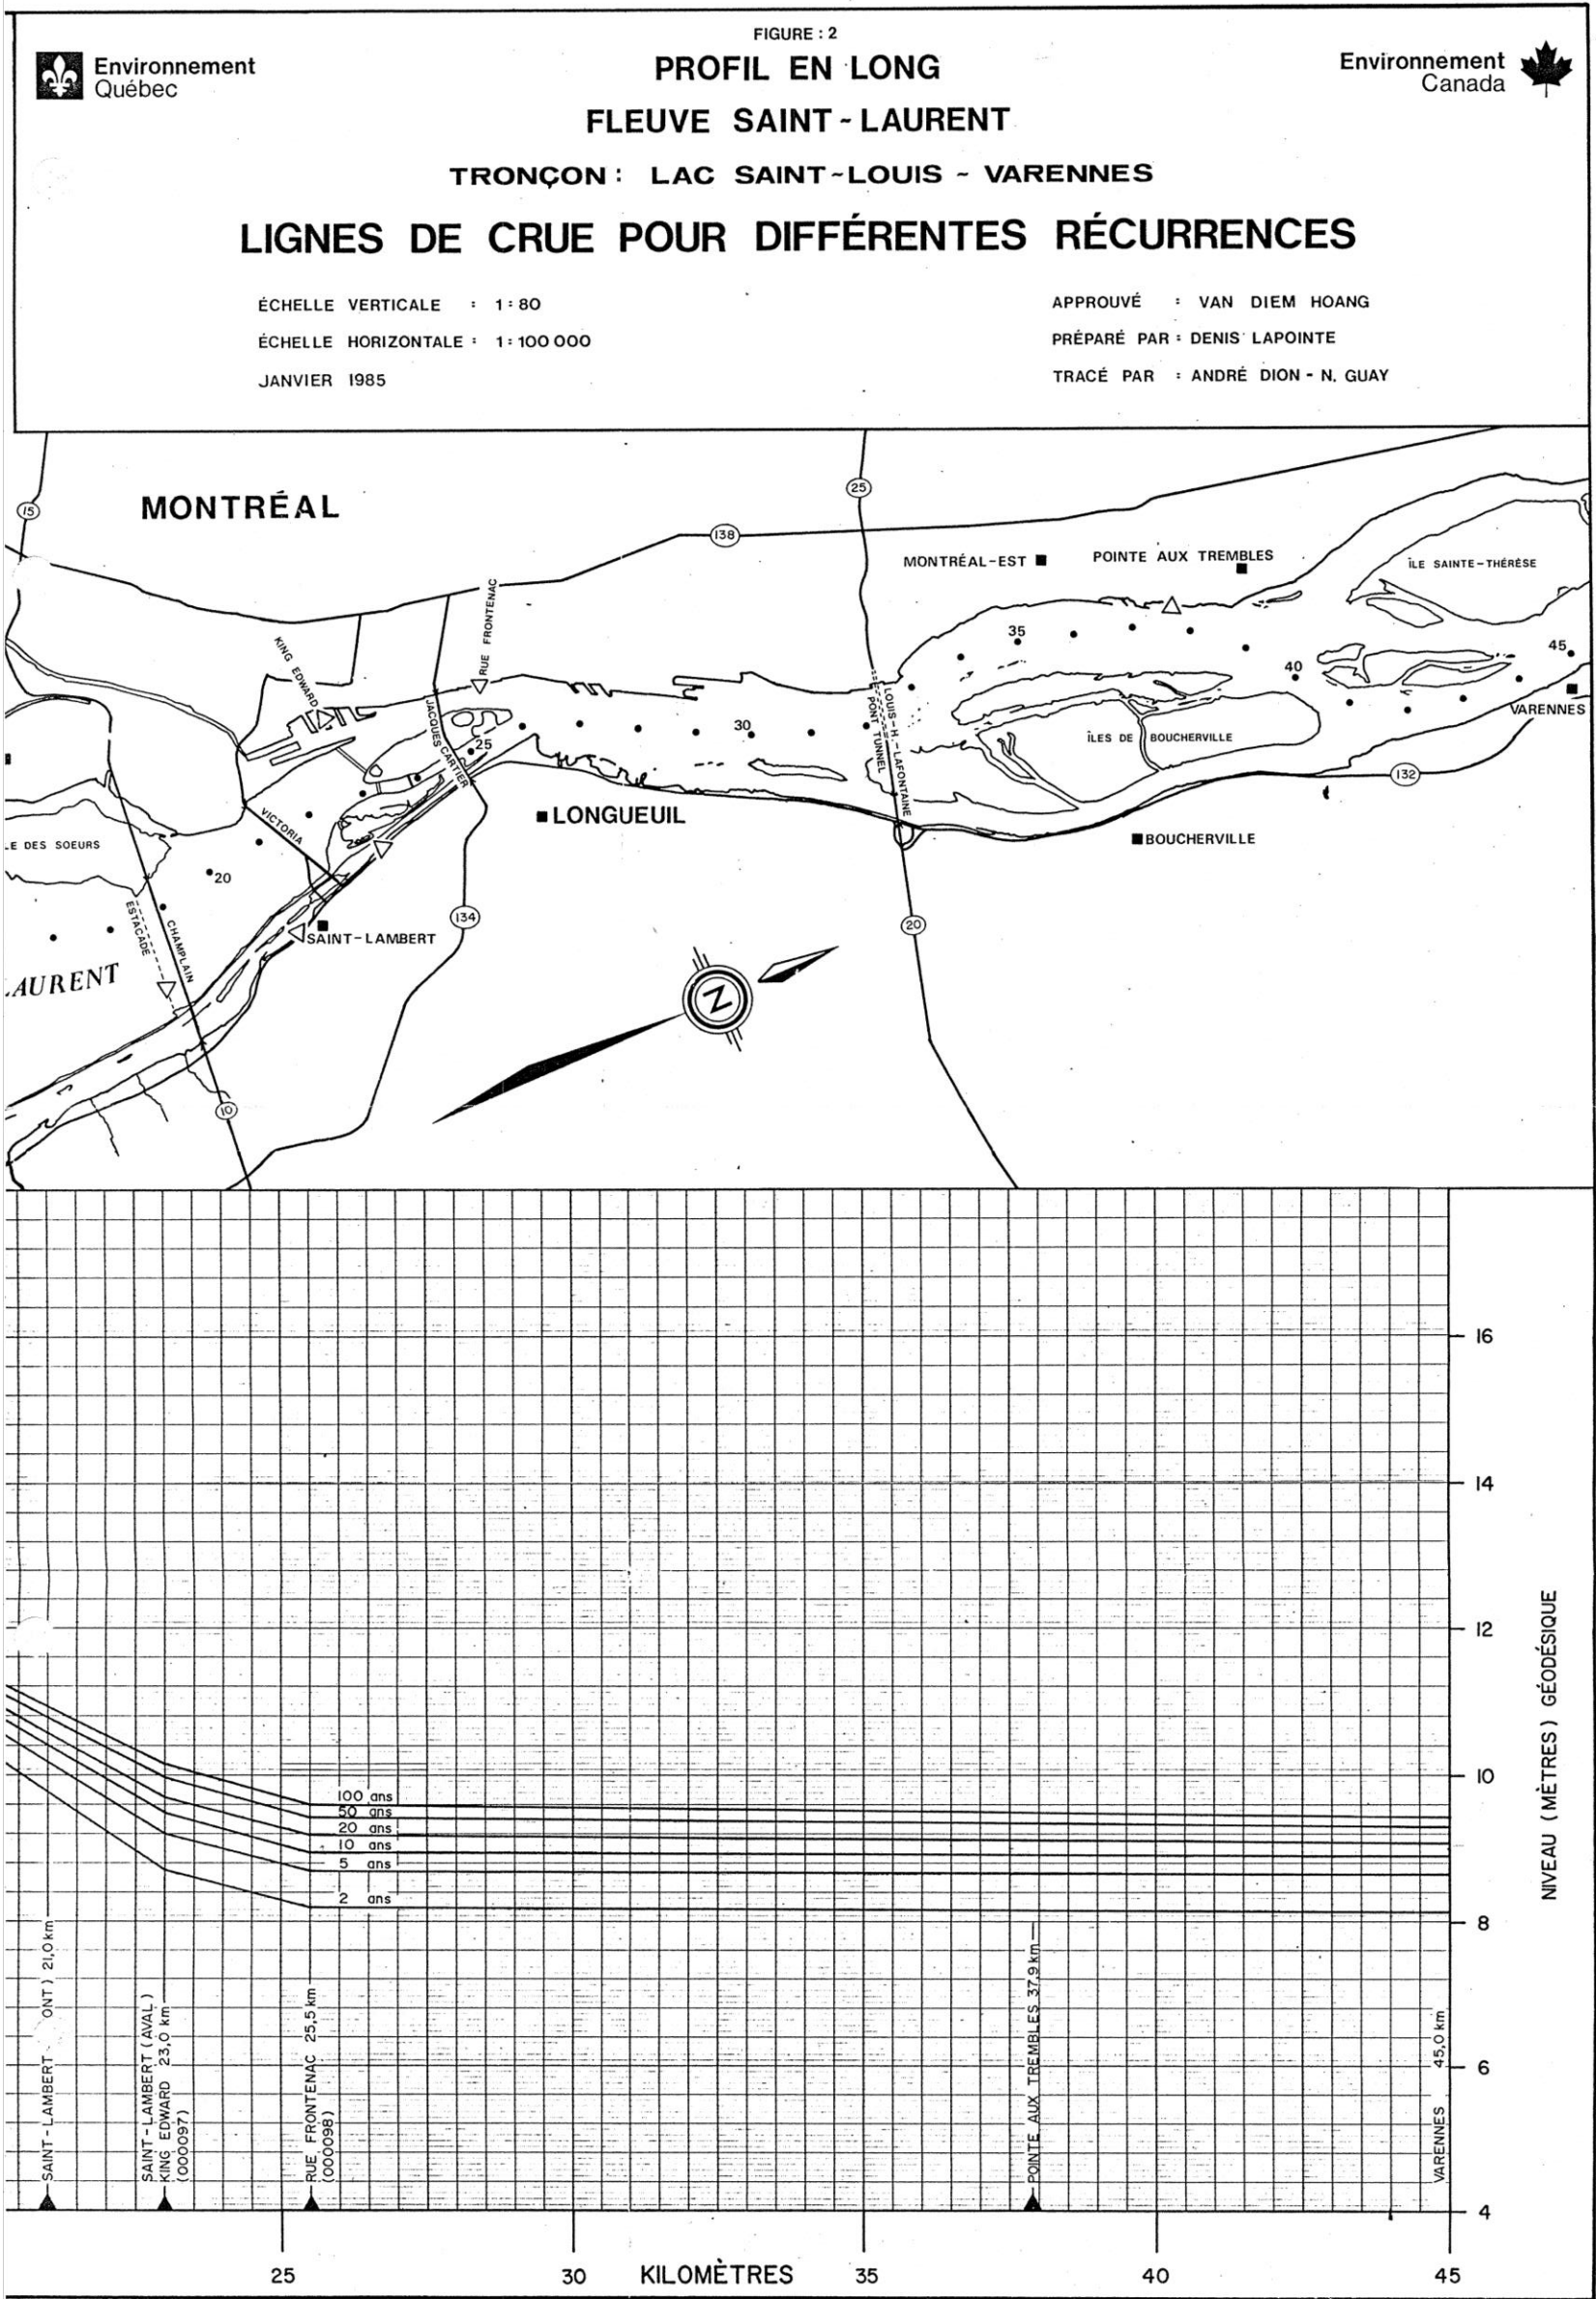 FIGURE : 2
Environnement
Québec
PROFIL EN LONG
Environnement
Canada
FLEUVE SAINT-LAURENT
TRONÇON : LAC SAINT-LOUIS - VARENNES
LIGNES DE CRUE POUR DIFFÉRENTES RÉCURRENCES
ÉCHELLE VERTICALE : 1:80
ÉCHELLE HORIZONTALE : 1:100 000
JANVIER 1985
APPROUVÉ : VAN DIEM HOANG
PRÉPARÉ PAR : DENIS LAPOINTE
TRACÉ PAR : ANDRÉ DION - N. GUAY
15
MONTRÉAL
138
25
MONTRÉAL-EST
POINTE AUX TREMBLES
ÎLE SAINTE-THÉRÈSE
KING EDWARD
RUE FRONTENAC
35
40
45
VARENNES
JACQUES CARTIER
25
30
LOUIS-H.-LAFONTAINE
PONT TUNNEL
ÎLES DE BOUCHERVILLE
132
VICTORIA
LONGUEUIL
BOUCHERVILLE
LE DES SOEURS
20
ESTACADE
CHAMPLAIN
SAINT-LAMBERT
134
20
AURENT
N
10
16
14
12
10
8
6
4
NIVEAU (MÈTRES) GÉODÉSIQUE
100 ans
50 ans
20 ans
10 ans
5 ans
2 ans
SAINT-LAMBERT ONT) 21,0 km
SAINT-LAMBERT (AVAL)
KING EDWARD 23,0 km
(000097)
RUE FRONTENAC 25,5 km
(000098)
POINTE AUX TREMBLES 37,9 km
VARENNES 45,0 km
25
30
KILOMÈTRES
35
40
45